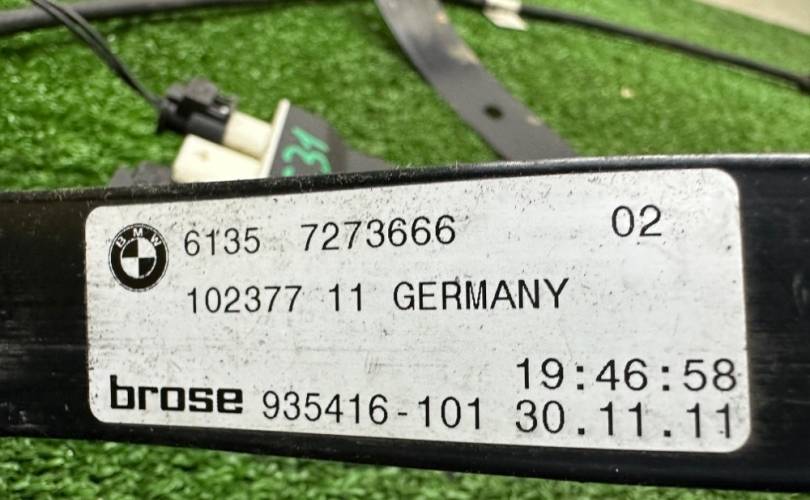 BMW
6135 7273666 02
102377 11 GERMANY
19:46:58
brose 935416-101 30.11.11